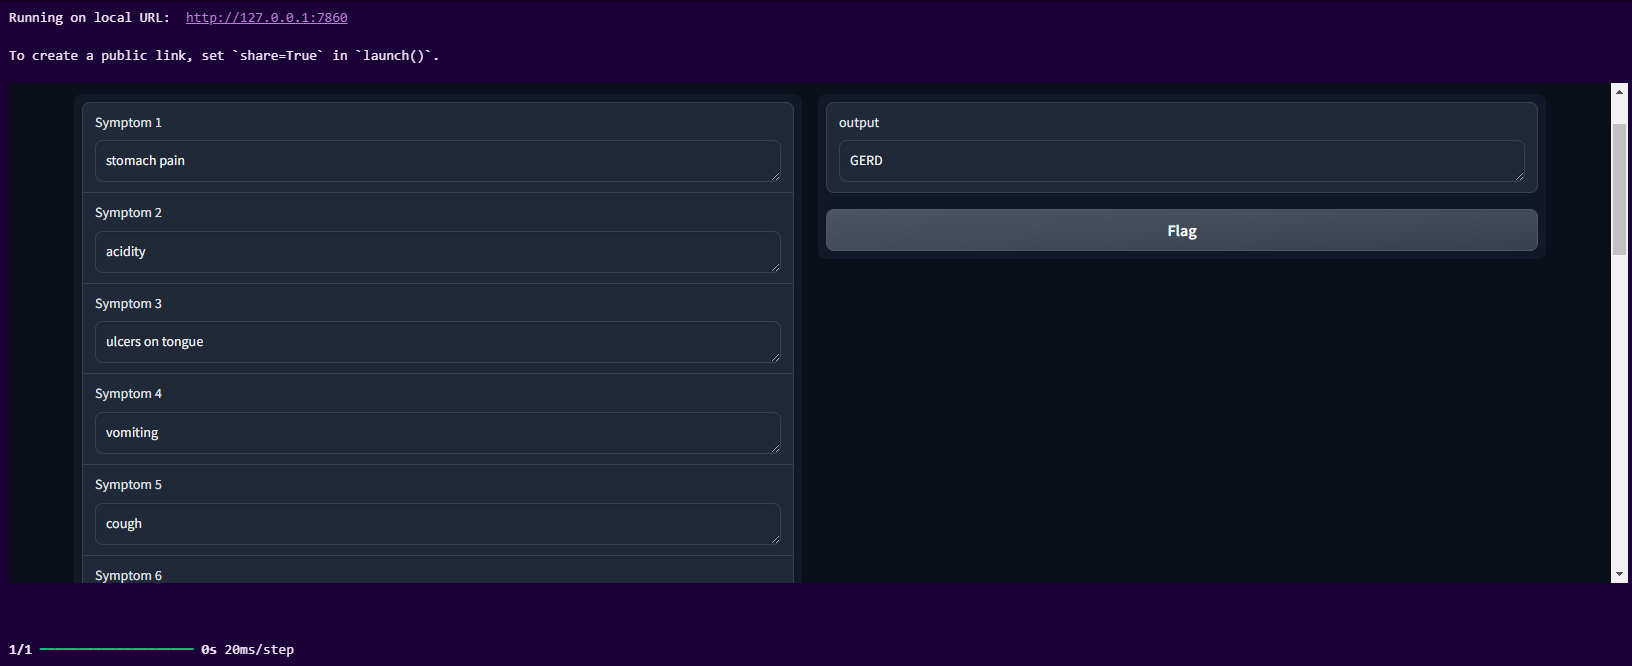 Running on local URL:  http://127.0.0.1:7860
To create a public link, set `share=True` in `launch()`.
Symptom 1
stomach pain
Symptom 2
acidity
Symptom 3
ulcers on tongue
Symptom 4
vomiting
Symptom 5
cough
Symptom 6
output
GERD
Flag
1/1 0s 20ms/step